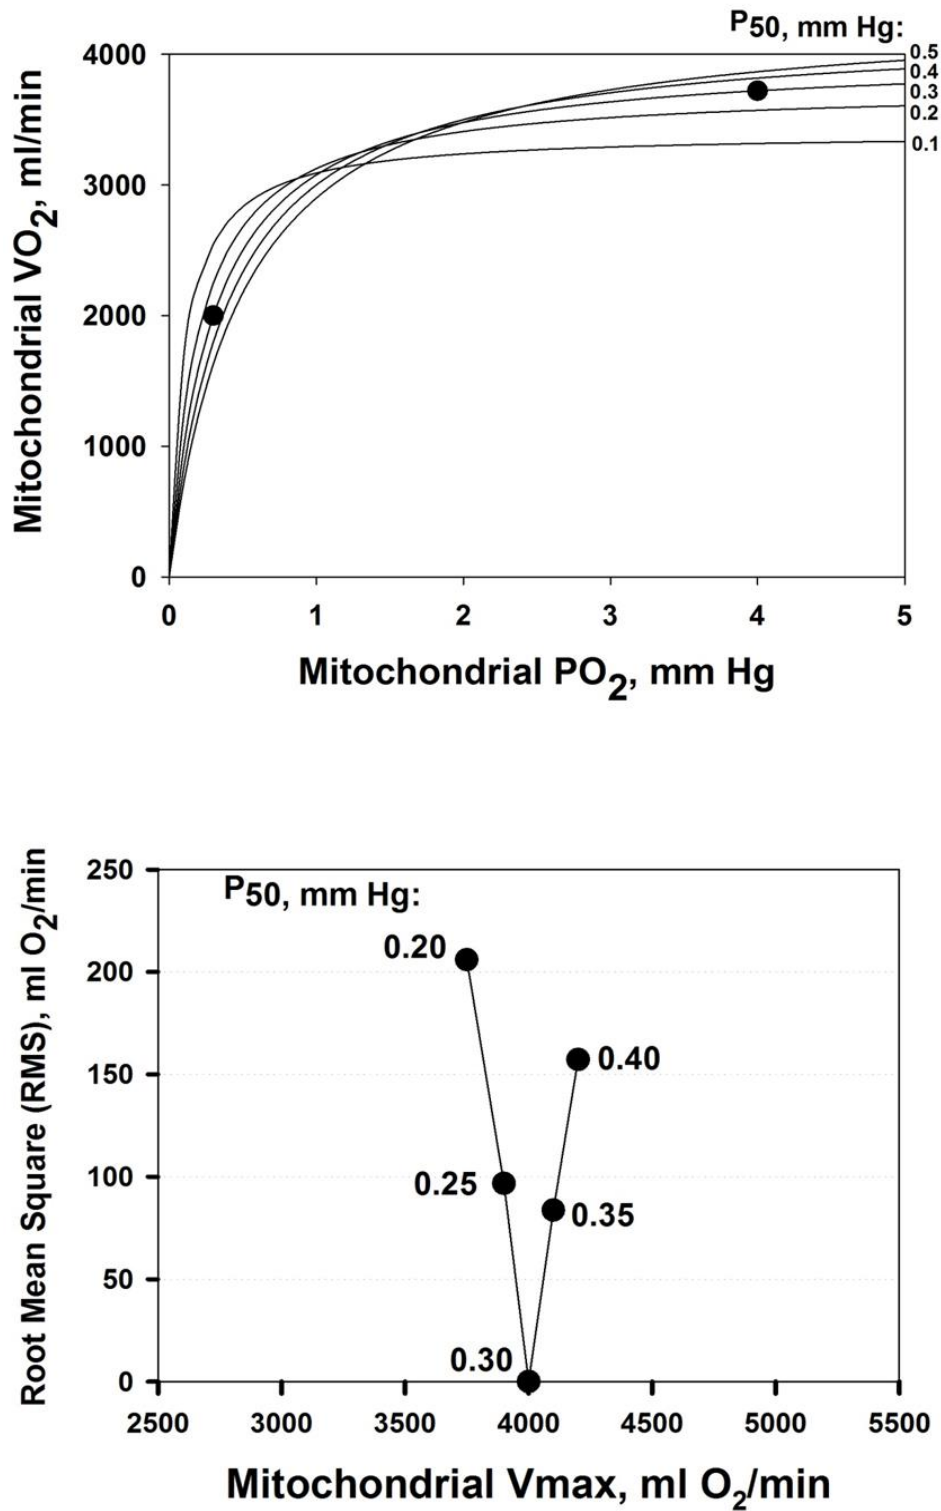 P50, mm Hg:
4000
3000
2000
1000
0
Mitochondrial VO2, ml/min
0.5
0.4
0.3
0.2
0.1
0 1 2 3 4 5
Mitochondrial PO2, mm Hg
250
200
150
100
50
0
Root Mean Square (RMS), ml O2/min
P50, mm Hg:
0.20
0.40
0.25
0.35
0.30
2500 3000 3500 4000 4500 5000 5500
Mitochondrial Vmax, ml O2/min